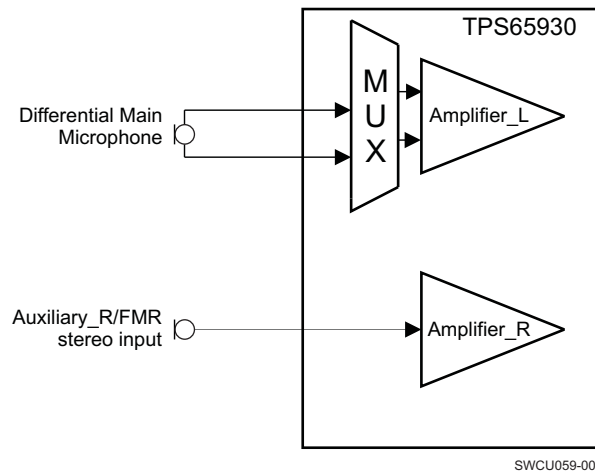 TPS65930
M
U
X
Amplifier_L
Differential Main
Microphone
Auxiliary_R/FMR
stereo input
Amplifier_R
SWCU059-00